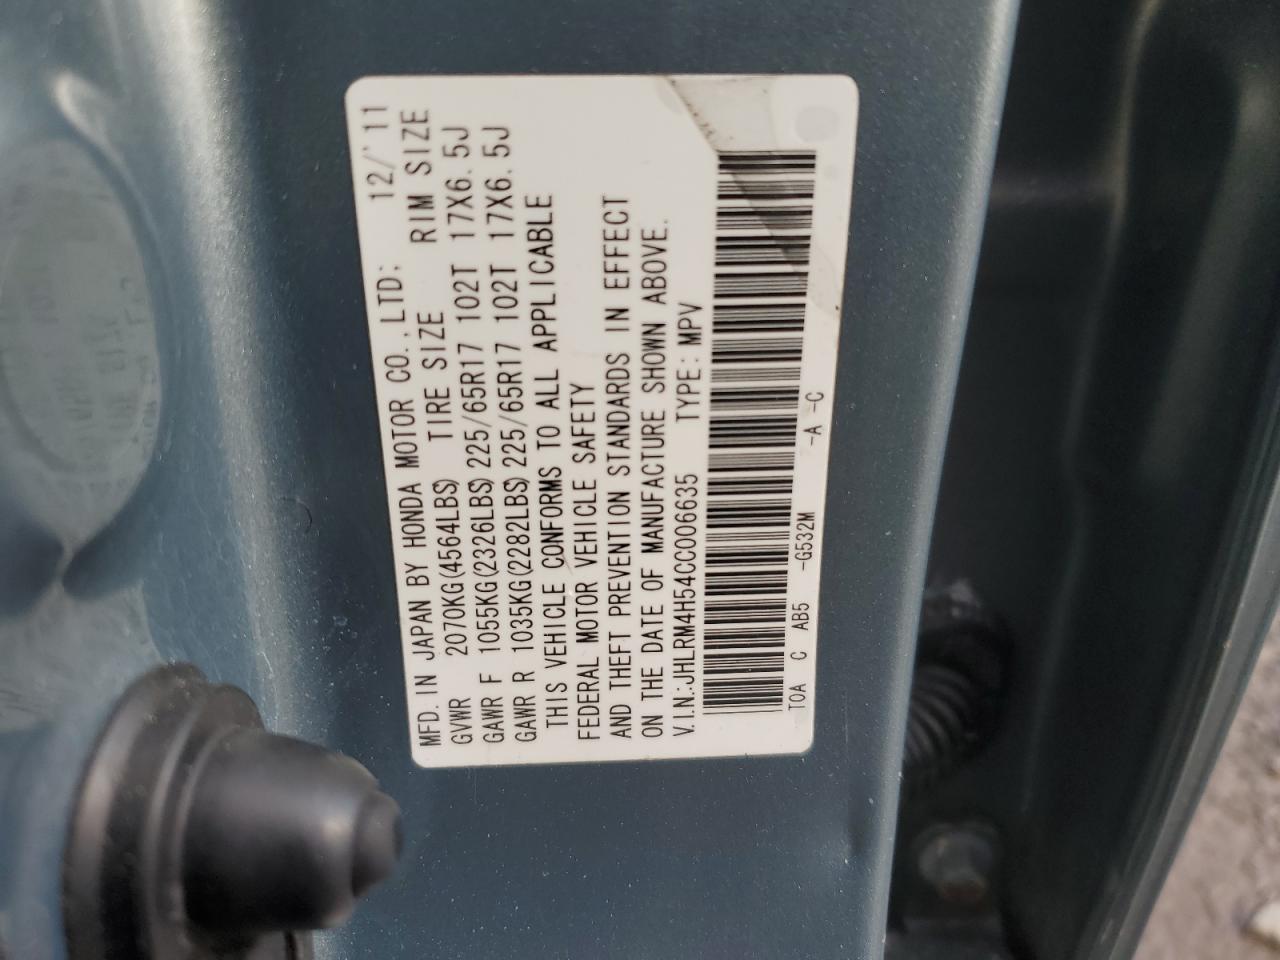 MFD. IN JAPAN BY HONDA MOTOR CO.,LTD: 12/'11
GVWR 2070KG(4564LBS) TIRE SIZE RIM SIZE
GAWR F 1055KG(2326LBS) 225/65R17 102T 17X6.5J
GAWR R 1035KG(2282LBS) 225/65R17 102T 17X6.5J
THIS VEHICLE CONFORMS TO ALL APPLICABLE
FEDERAL MOTOR VEHICLE SAFETY
AND THEFT PREVENTION STANDARDS IN EFFECT
ON THE DATE OF MANUFACTURE SHOWN ABOVE.
V.I.N.:JHLRM4H54CC006635 TYPE: MPV
TOA C AB5 -G532M -A -C